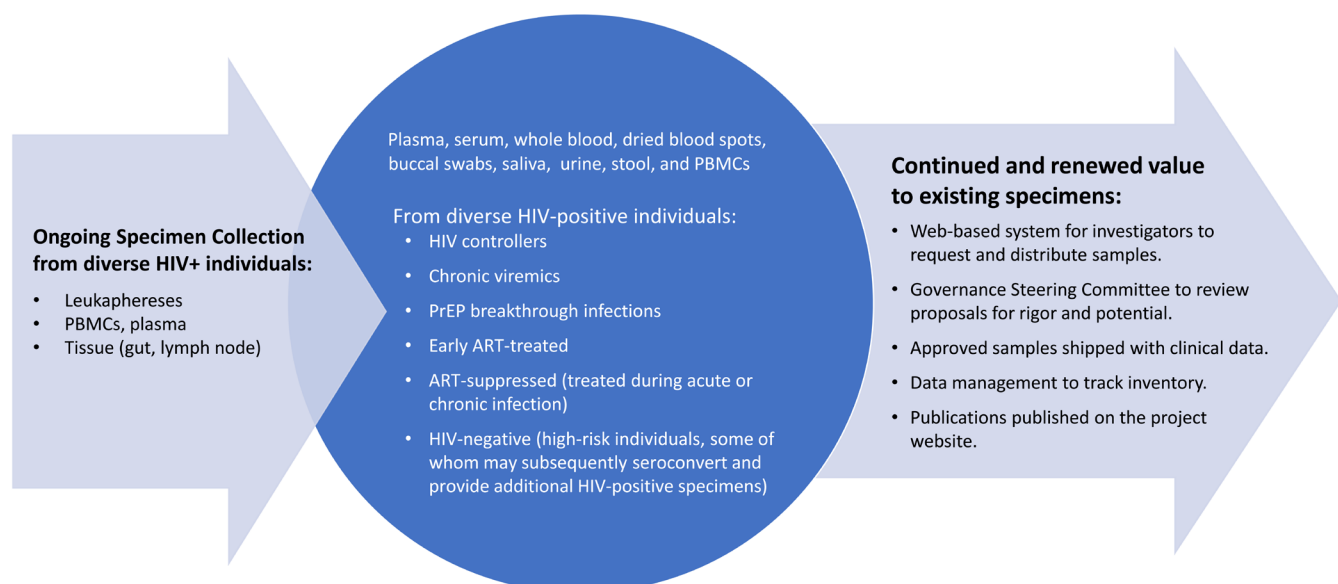 Ongoing Specimen Collection
from diverse HIV+ individuals:
• Leukaphereses
• PBMCs, plasma
• Tissue (gut, lymph node)
Plasma, serum, whole blood, dried blood spots,
buccal swabs, saliva, urine, stool, and PBMCs
From diverse HIV-positive individuals:
• HIV controllers
• Chronic viremics
• PrEP breakthrough infections
• Early ART-treated
• ART-suppressed (treated during acute or
chronic infection)
• HIV-negative (high-risk individuals, some of
whom may subsequently seroconvert and
provide additional HIV-positive specimens)
Continued and renewed value
to existing specimens:
• Web-based system for investigators to
request and distribute samples.
• Governance Steering Committee to review
proposals for rigor and potential.
• Approved samples shipped with clinical data.
• Data management to track inventory.
• Publications published on the project
website.